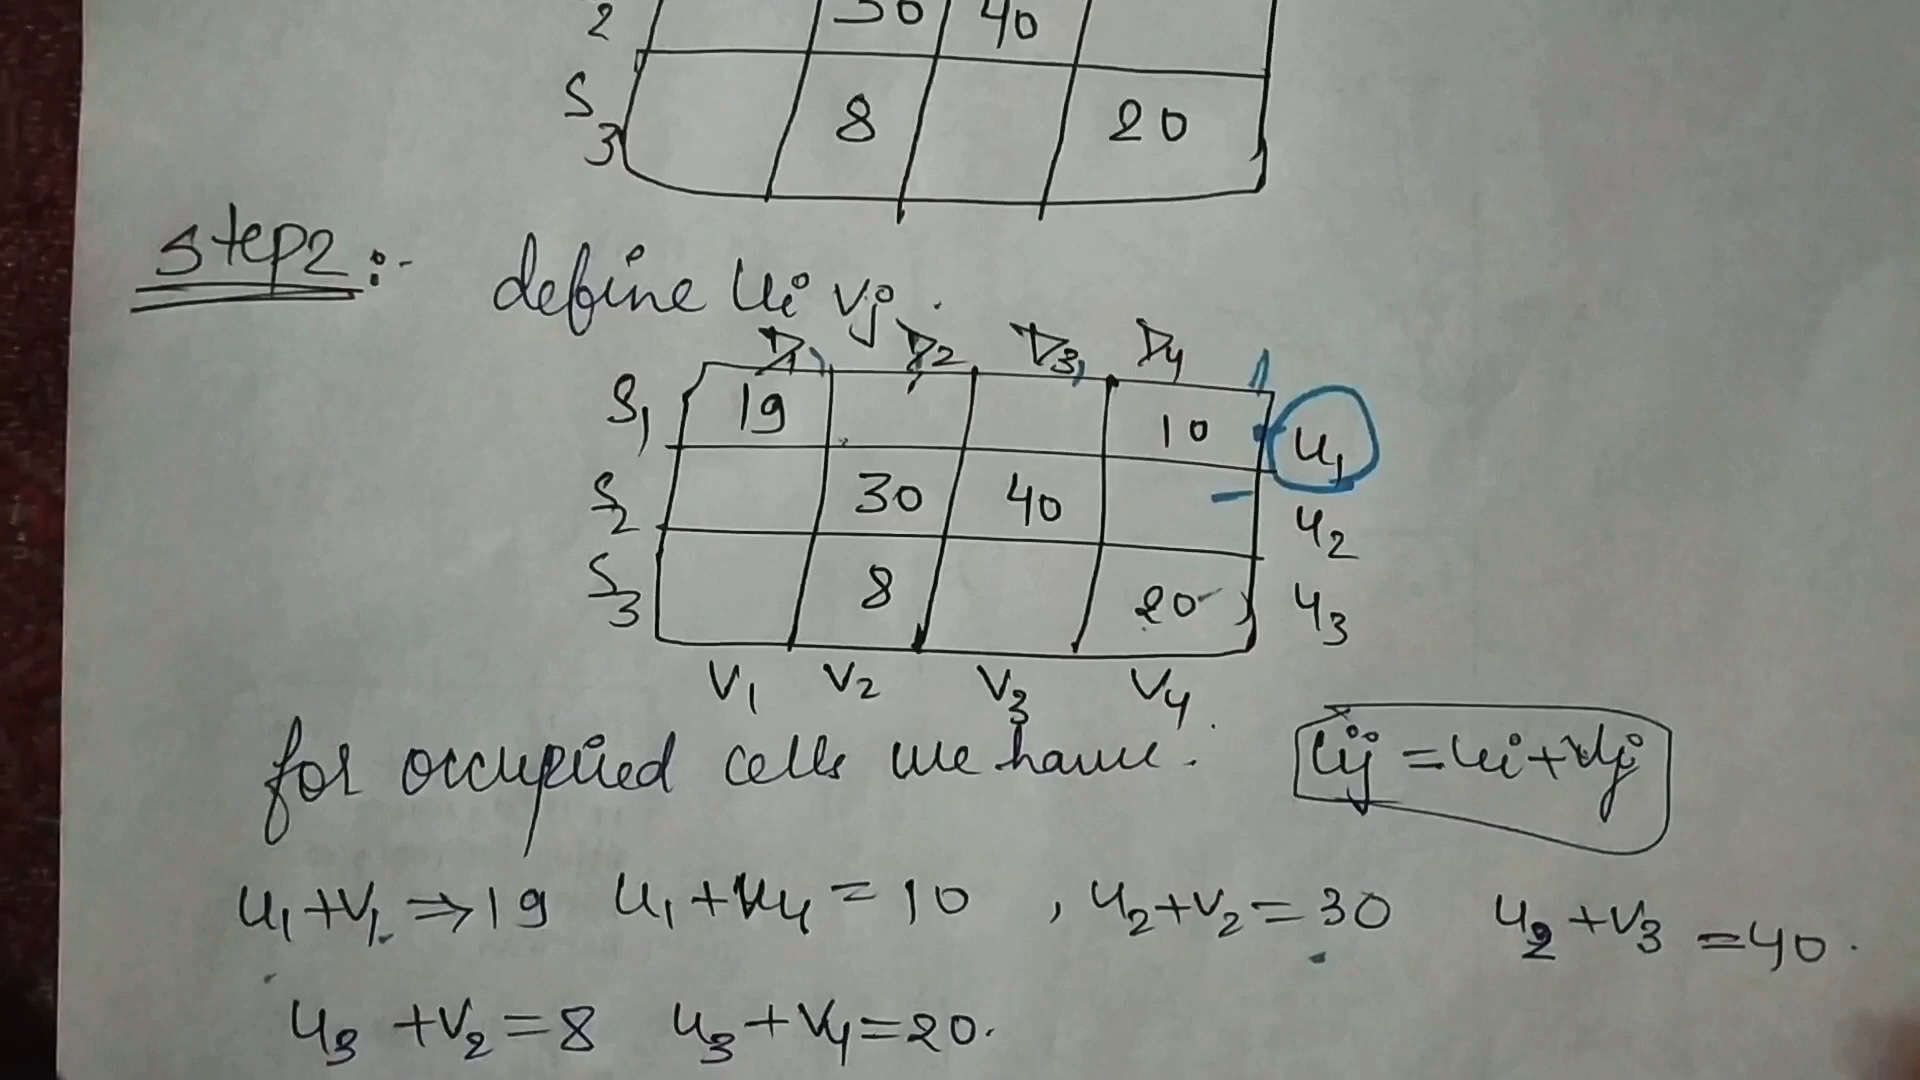 2 30 40
S3 8 20
Step2:- define ui vj.
D1 D2 D3 D4
S1 19 10 u1
S2 30 40 u2
S3 8 20 u3
V1 V2 V3 V4.
for occupied cells we have. Cij = ui+vj
u1+V1 ⇒ 19 u1+V4 = 10 , u2+V2 = 30 u2+V3 = 40.
u3+V2 = 8 u3+V4 = 20.